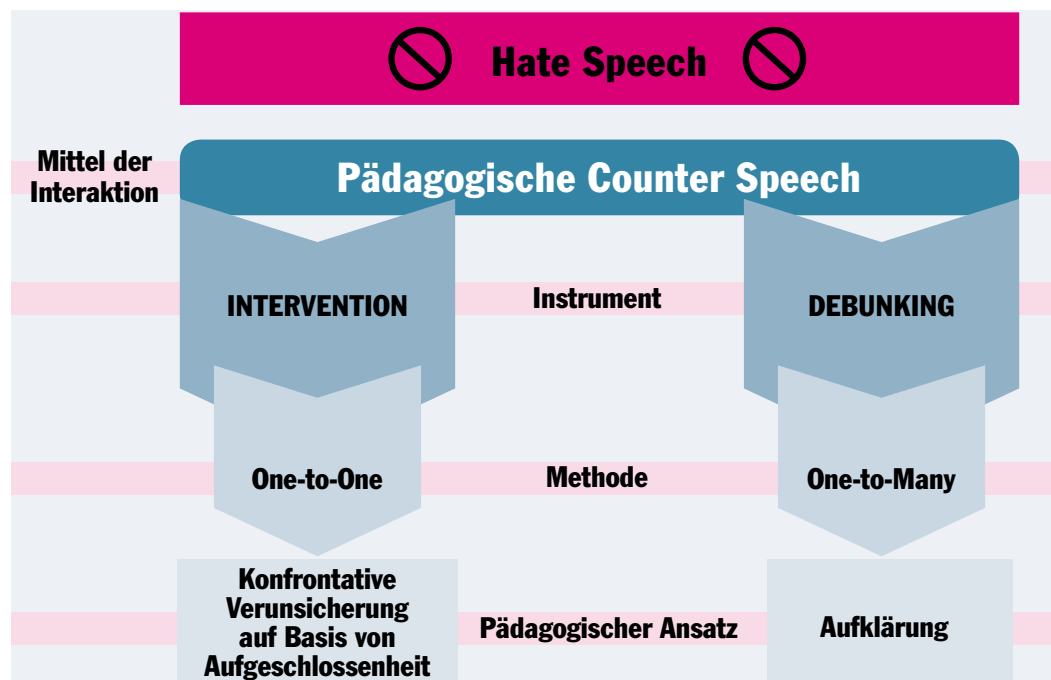 Hate Speech
Mittel der
Interaktion
Pädagogische Counter Speech
INTERVENTION
Instrument
DEBUNKING
One-to-One
Methode
One-to-Many
Konfrontative
Verunsicherung
auf Basis von
Aufgeschlossenheit
Pädagogischer Ansatz
Aufklärung